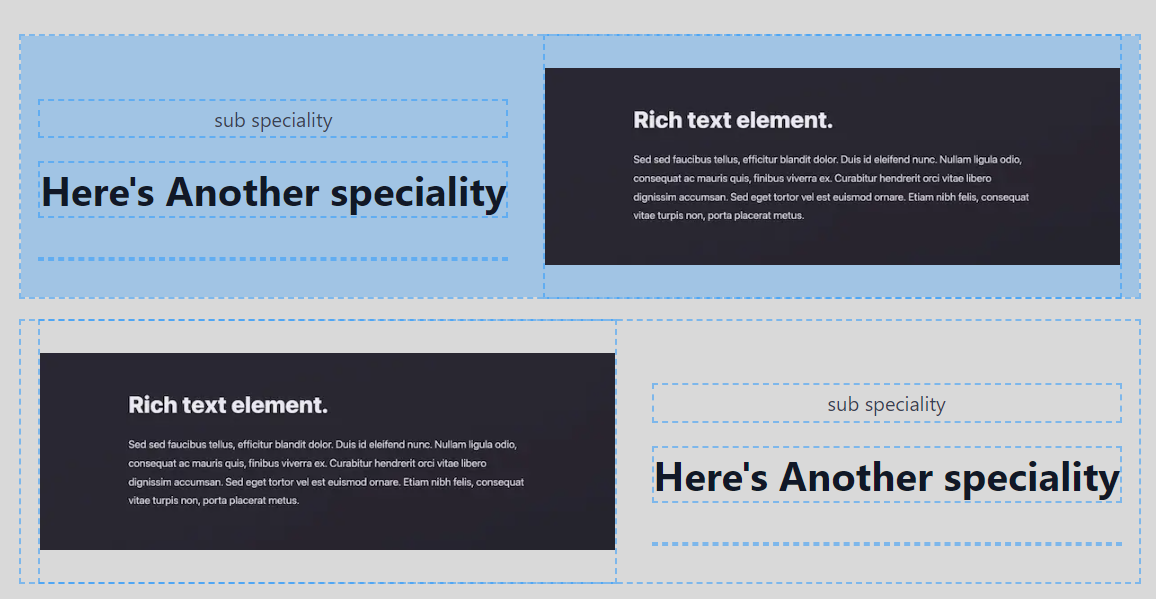 sub speciality
Here's Another speciality
Rich text element.
Sed sed faucibus tellus, efficitur blandit dolor. Duis id eleifend nunc. Nullam ligula odio,
consequat ac mauris quis, finibus viverra ex. Curabitur hendrerit orci vitae libero
dignissim accumsan. Sed eget tortor vel est euismod ornare. Etiam nibh felis, consequat
vitae turpis non, porta placerat metus.
Rich text element.
Sed sed faucibus tellus, efficitur blandit dolor. Duis id eleifend nunc. Nullam ligula odio,
consequat ac mauris quis, finibus viverra ex. Curabitur hendrerit orci vitae libero
dignissim accumsan. Sed eget tortor vel est euismod ornare. Etiam nibh felis, consequat
vitae turpis non, porta placerat metus.
sub speciality
Here's Another speciality